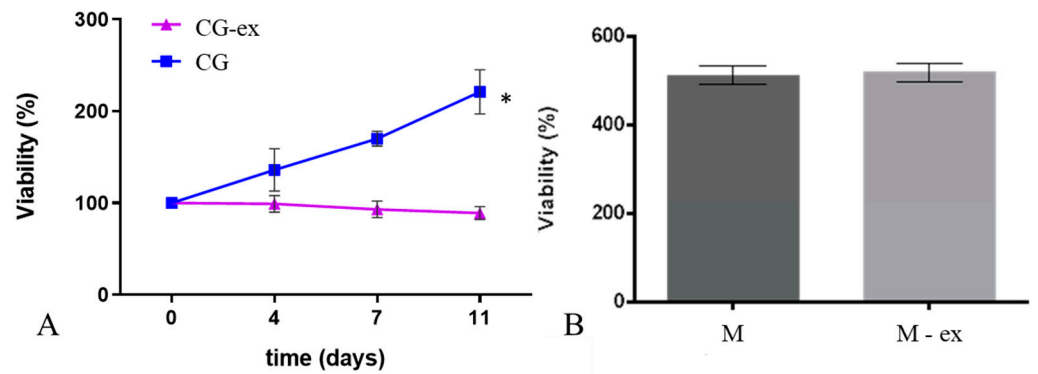 300
200
100
0
Viability (%)
CG-ex
CG
*
0 4 7 11
time (days)
A
600
400
200
0
Viability (%)
M M - ex
B